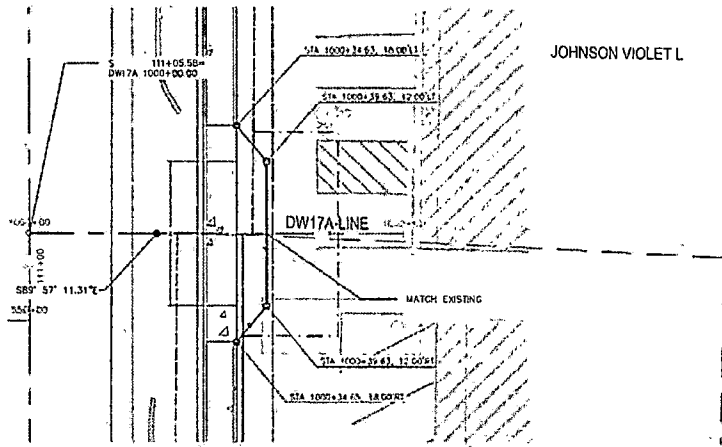 JOHNSON VIOLET L
STA 1000+34.63, 18.00'LT
S 111+05.58=
DW17A 1000+00.00
STA 1000+39.63, 12.00'LT
DW17A-LINE
111+00
S89° 57' 11.31"E
MATCH EXISTING
STA 1000+39.63, 12.00'RT
STA 1000+34.63, 18.00'RT